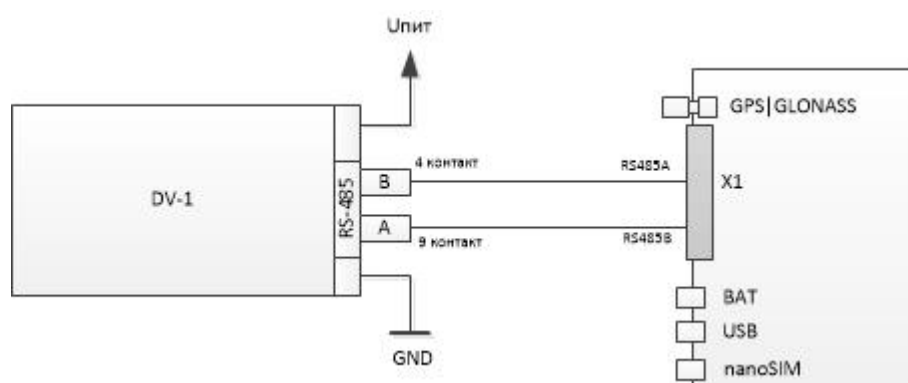 Uпит
GPS|GLONASS
4 контакт
RS485A
B
X1
DV-1
RS-485
A
9 контакт
RS485B
BAT
USB
GND
nanoSIM